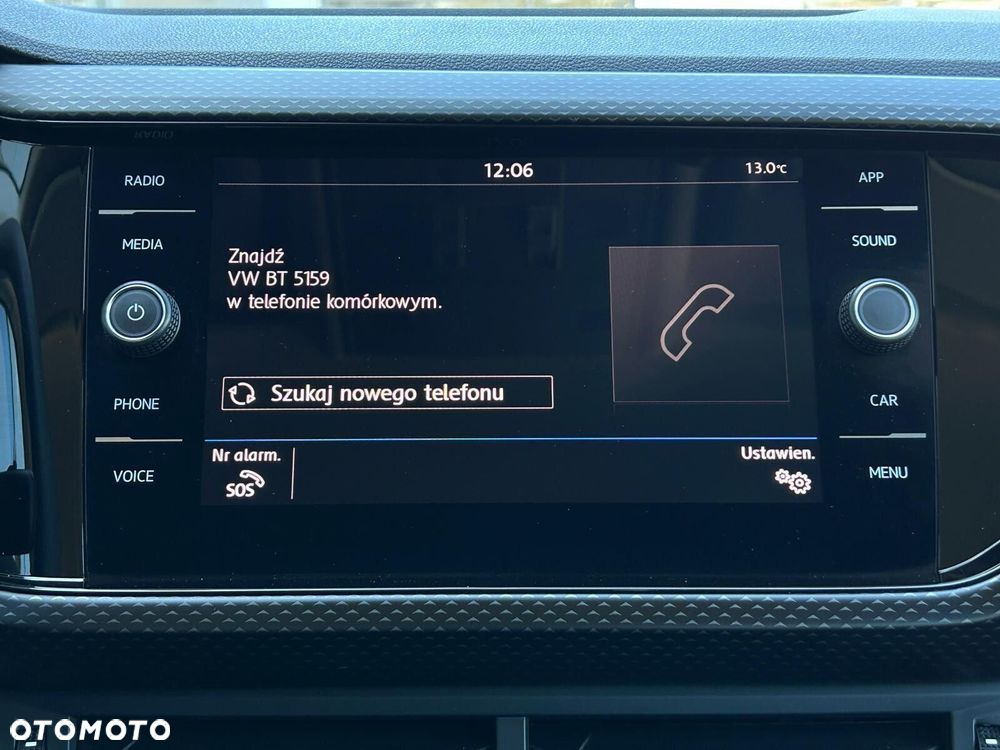 RADIO
MEDIA
PHONE
VOICE
12:06
13.0°C
Znajdź
VW BT 5159
w telefonie komórkowym.
Szukaj nowego telefonu
Nr alarm.
SOS
Ustawien.
APP
SOUND
CAR
MENU
OTOMOTO